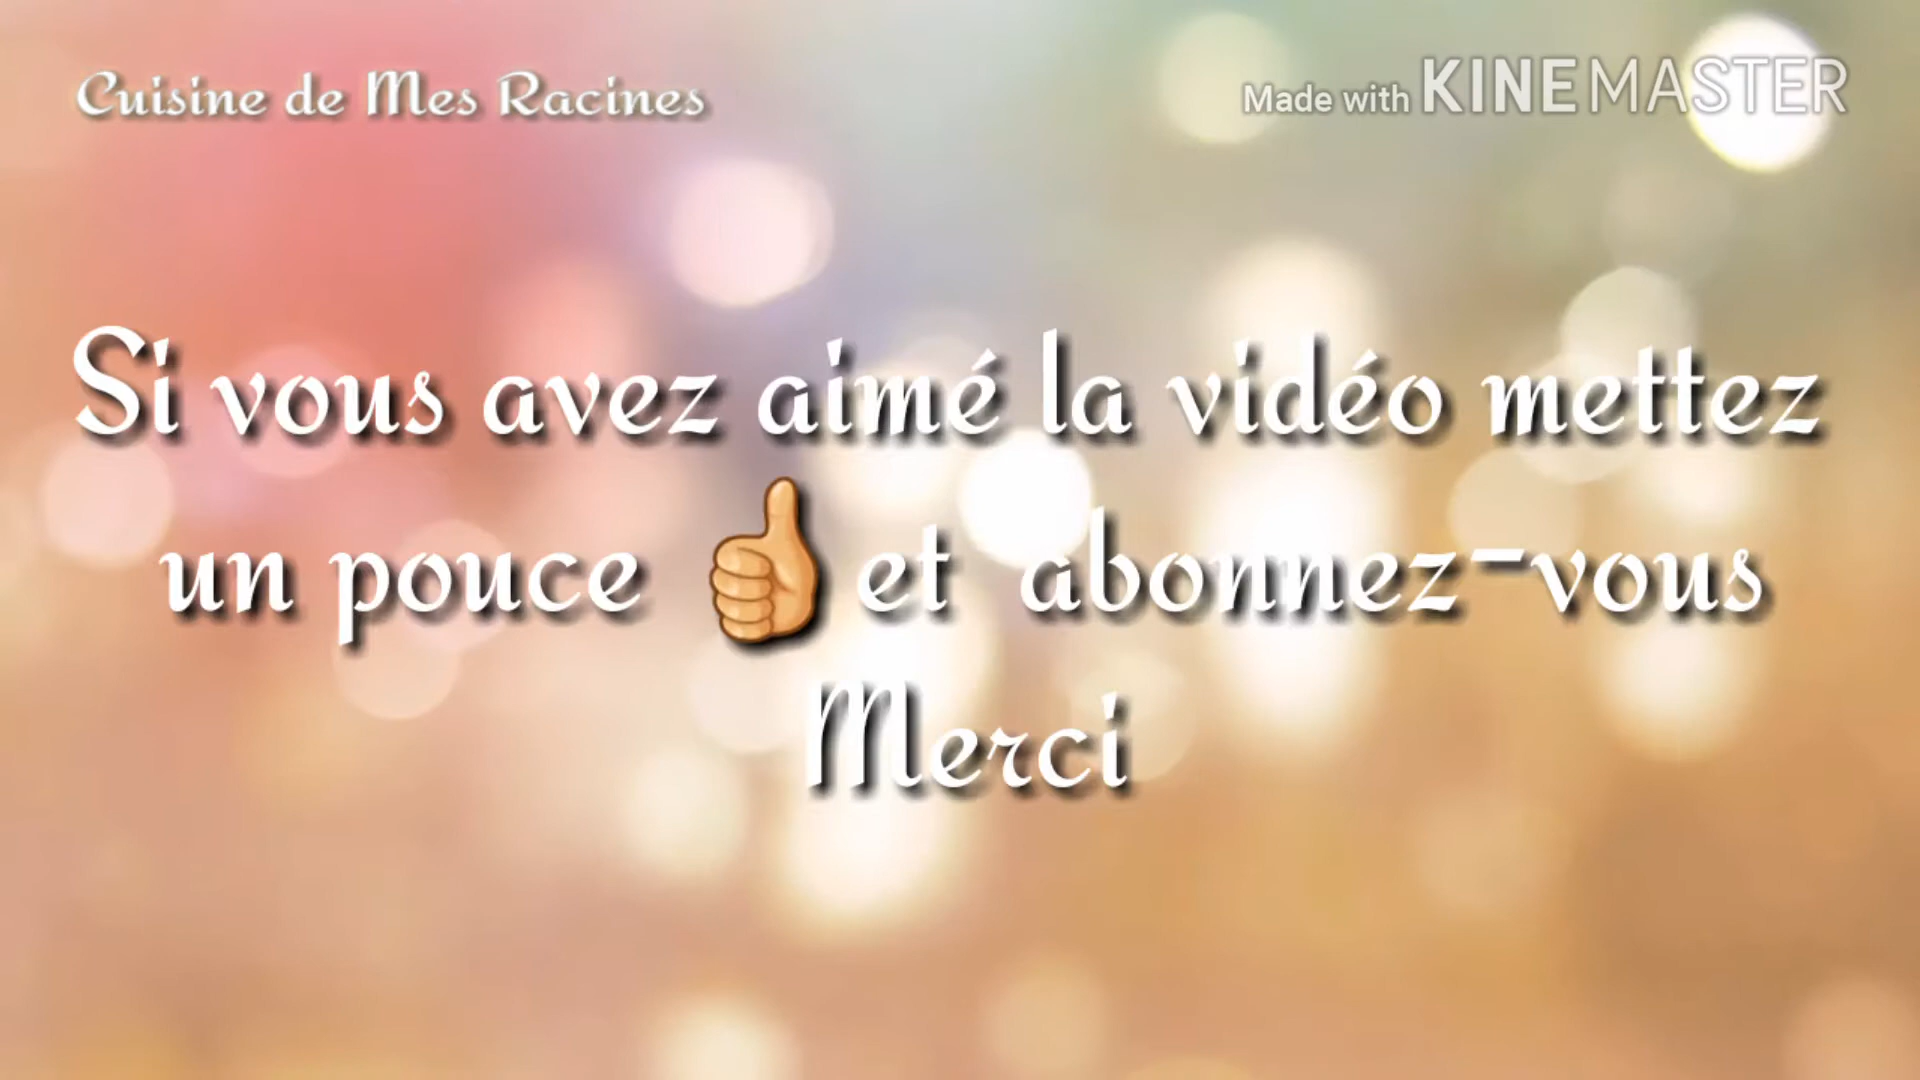 Cuisine de Mes Racines
Made with KINEMASTER
Si vous avez aimé la vidéo mettez
un pouce 👍 et abonnez-vous
Merci